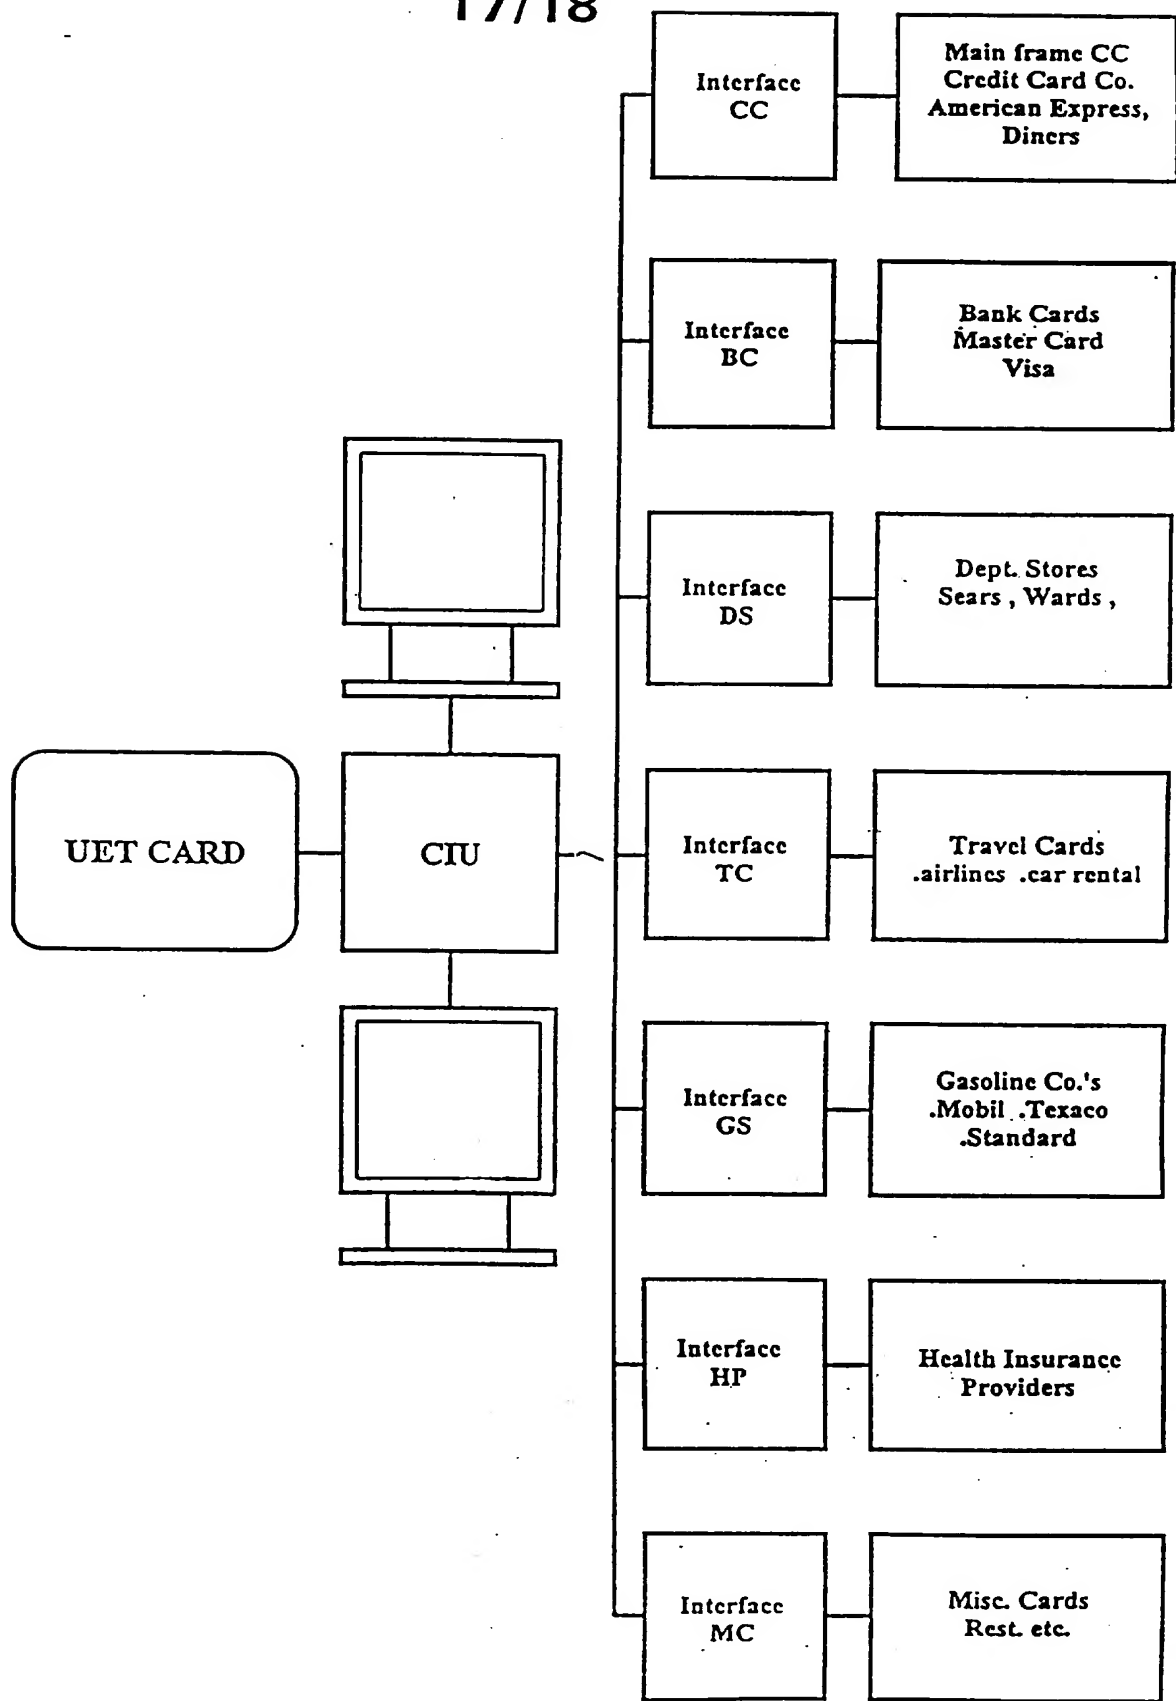 17/18
Interface
CC
Main frame CC
Credit Card Co.
American Express,
Diners
Interface
BC
Bank Cards
Master Card
Visa
Interface
DS
Dept. Stores
Sears , Wards ,
UET CARD
CIU
Interface
TC
Travel Cards
.airlines .car rental
Interface
GS
Gasoline Co.'s
.Mobil .Texaco
.Standard
Interface
HP
Health Insurance
Providers
Interface
MC
Misc. Cards
Rest. etc.